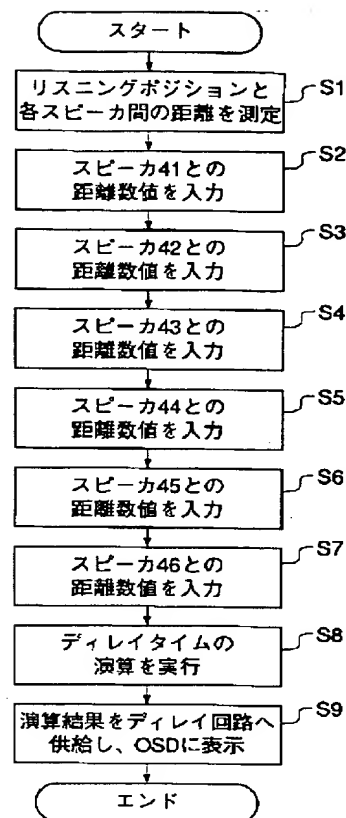 スタート
リスニングポジションと
各スピーカ間の距離を測定
S1
スピーカ41との
距離数値を入力
S2
スピーカ42との
距離数値を入力
S3
スピーカ43との
距離数値を入力
S4
スピーカ44との
距離数値を入力
S5
スピーカ45との
距離数値を入力
S6
スピーカ46との
距離数値を入力
S7
ディレイタイムの
演算を実行
S8
演算結果をディレイ回路へ
供給し、OSDに表示
S9
エンド